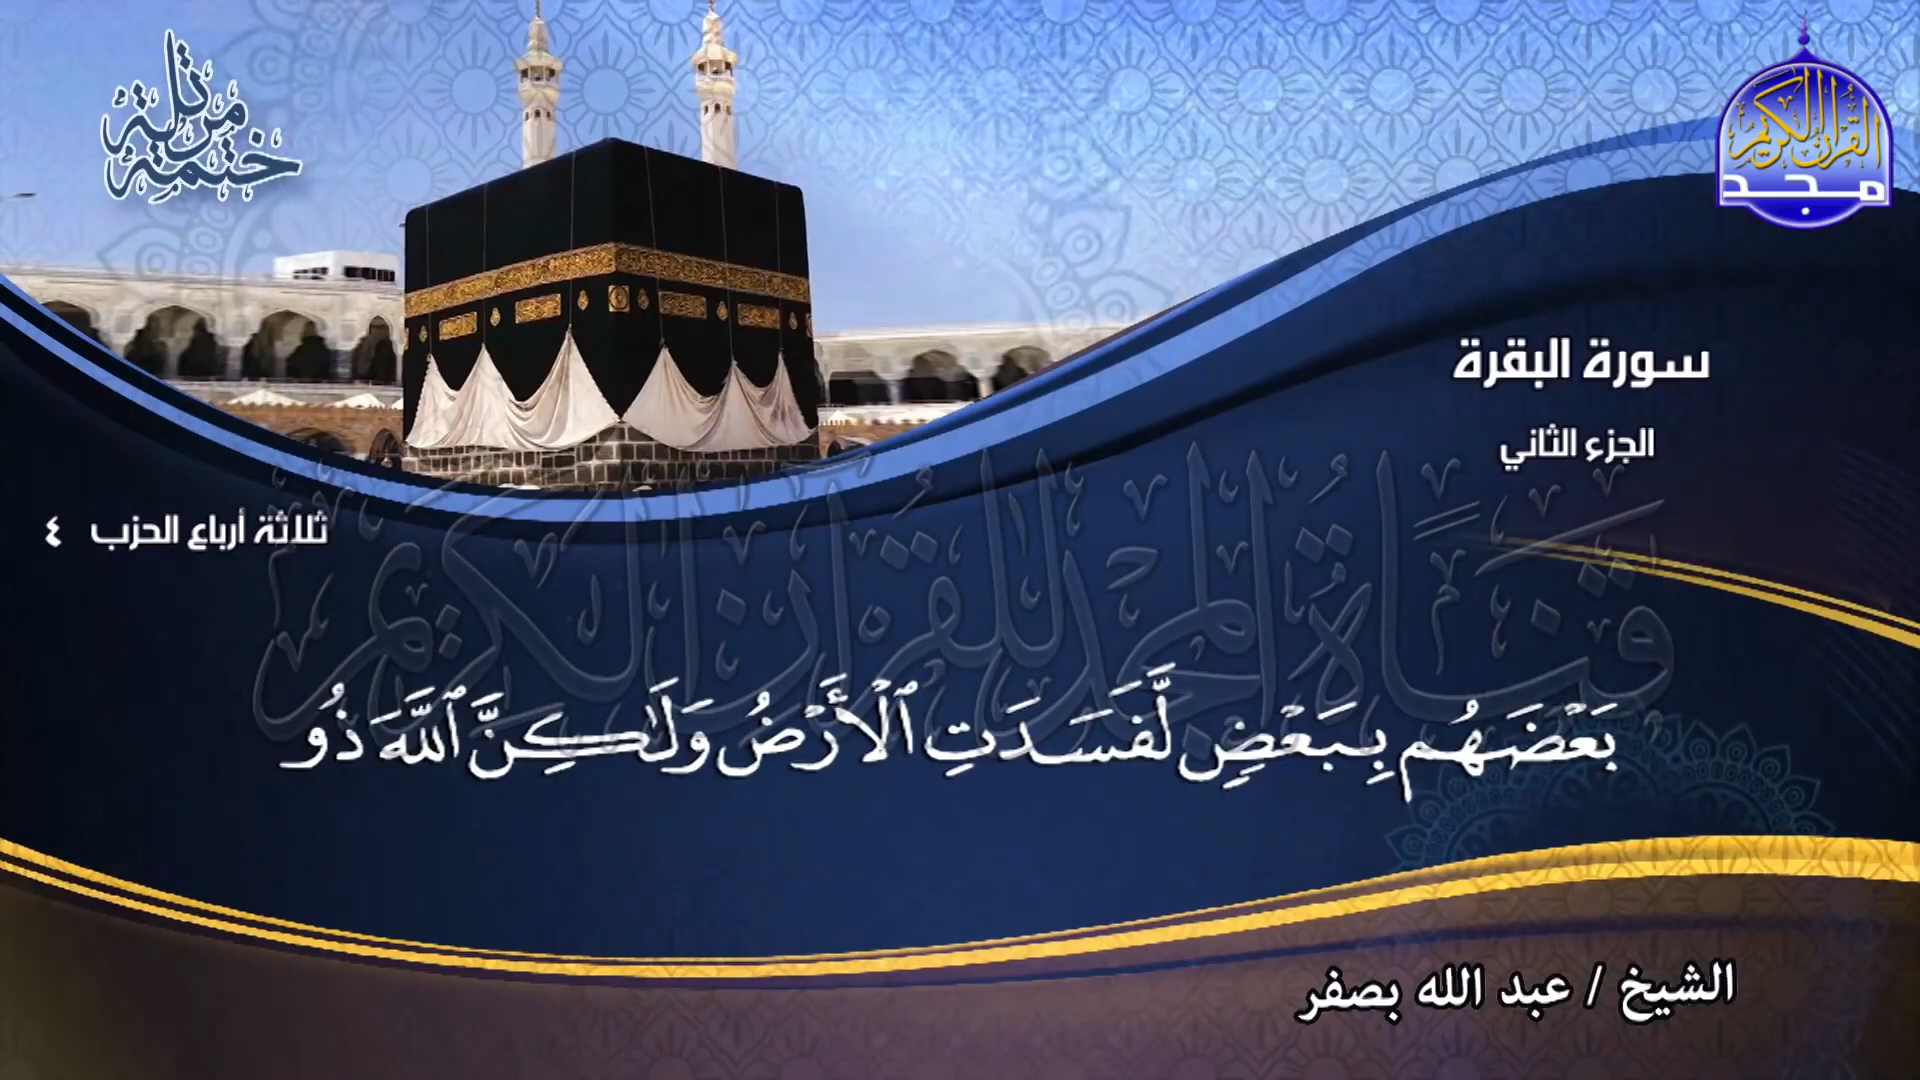 ختمة مرتلة
القرآن الكريم
مجد
سورة البقرة
الجزء الثاني
ثلاثة أرباع الحزب ٤
قناة المجد للقرآن الكريم
بَعْضَهُم بِبَعْضٍ لَّفَسَدَتِ ٱلْأَرْضُ وَلَٰكِنَّ ٱللَّهَ ذُو
الشيخ / عبد الله بصفر